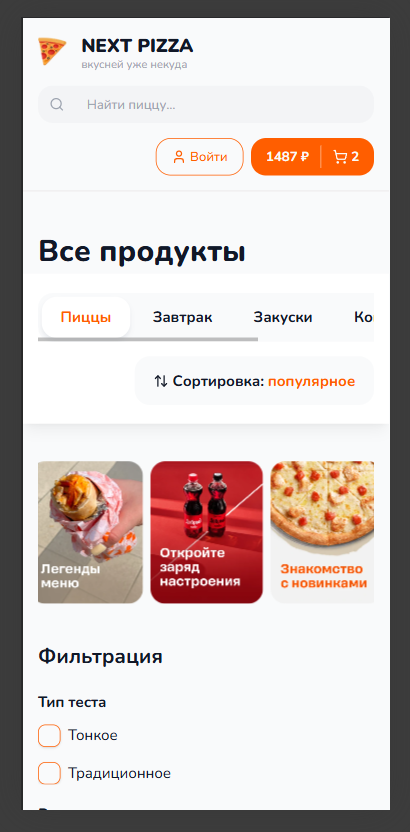 NEXT PIZZA
вкусней уже некуда
Найти пиццу...
Войти
1487 ₽
2
Все продукты
Пиццы
Завтрак
Закуски
Сортировка: популярное
Легенды
меню
Откройте
заряд
настроения
Знакомство
с новинками
Фильтрация
Тип теста
Тонкое
Традиционное